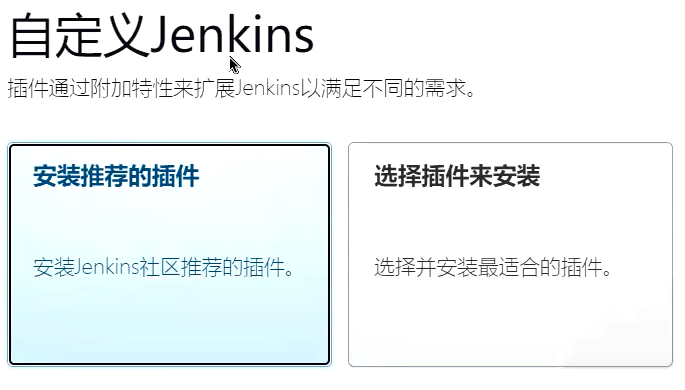 自定义Jenkins
插件通过附加特性来扩展Jenkins以满足不同的需求。
安装推荐的插件
安装Jenkins社区推荐的插件。
选择插件来安装
选择并安装最适合的插件。